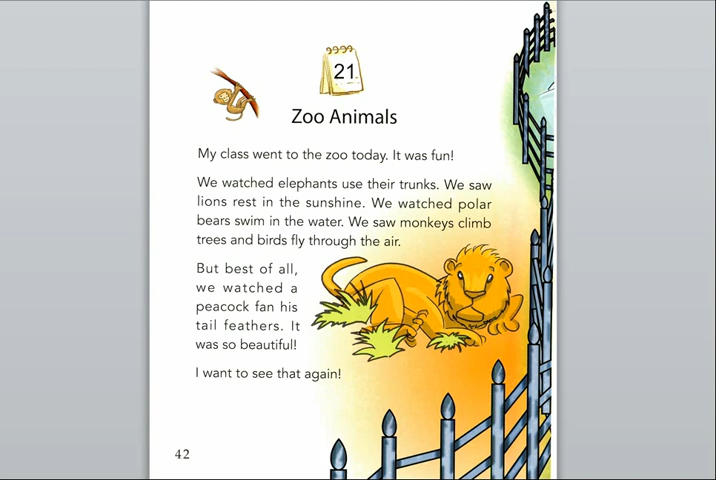 21
Zoo Animals
My class went to the zoo today. It was fun!
We watched elephants use their trunks. We saw
lions rest in the sunshine. We watched polar
bears swim in the water. We saw monkeys climb
trees and birds fly through the air.
But best of all,
we watched a
peacock fan his
tail feathers. It
was so beautiful!
I want to see that again!
42